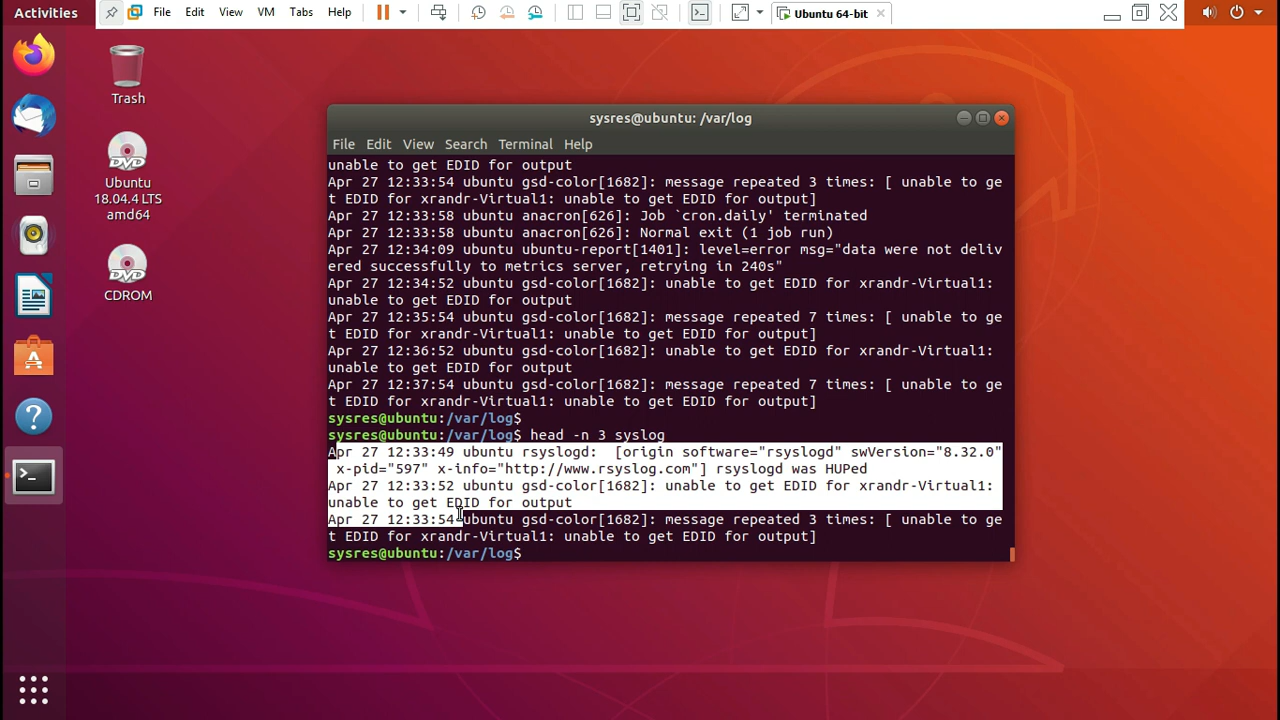 Activities
File Edit View VM Tabs Help
Ubuntu 64-bit
Trash
Ubuntu
18.04.4 LTS
amd64
CDROM
sysres@ubuntu: /var/log
File Edit View Search Terminal Help
unable to get EDID for output
Apr 27 12:33:54 ubuntu gsd-color[1682]: message repeated 3 times: [ unable to ge
t EDID for xrandr-Virtual1: unable to get EDID for output]
Apr 27 12:33:58 ubuntu anacron[626]: Job `cron.daily' terminated
Apr 27 12:33:58 ubuntu anacron[626]: Normal exit (1 job run)
Apr 27 12:34:09 ubuntu ubuntu-report[1401]: level=error msg="data were not deliv
ered successfully to metrics server, retrying in 240s"
Apr 27 12:34:52 ubuntu gsd-color[1682]: unable to get EDID for xrandr-Virtual1:
unable to get EDID for output
Apr 27 12:35:54 ubuntu gsd-color[1682]: message repeated 7 times: [ unable to ge
t EDID for xrandr-Virtual1: unable to get EDID for output]
Apr 27 12:36:52 ubuntu gsd-color[1682]: unable to get EDID for xrandr-Virtual1:
unable to get EDID for output
Apr 27 12:37:54 ubuntu gsd-color[1682]: message repeated 7 times: [ unable to ge
t EDID for xrandr-Virtual1: unable to get EDID for output]
sysres@ubuntu:/var/log$
sysres@ubuntu:/var/log$ head -n 3 syslog
Apr 27 12:33:49 ubuntu rsyslogd:  [origin software="rsyslogd" swVersion="8.32.0"
 x-pid="597" x-info="http://www.rsyslog.com"] rsyslogd was HUPed
Apr 27 12:33:52 ubuntu gsd-color[1682]: unable to get EDID for xrandr-Virtual1:
unable to get EDID for output
Apr 27 12:33:54 ubuntu gsd-color[1682]: message repeated 3 times: [ unable to ge
t EDID for xrandr-Virtual1: unable to get EDID for output]
sysres@ubuntu:/var/log$